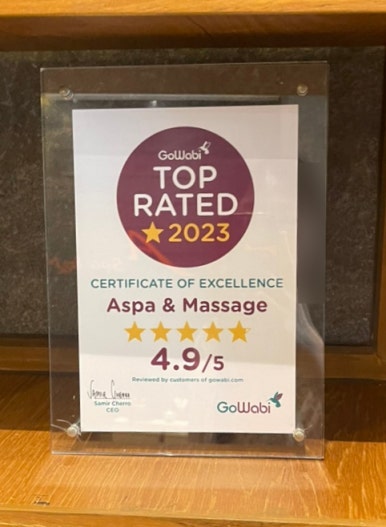 GoWabi
TOP
RATED
2023
CERTIFICATE OF EXCELLENCE
Aspa & Massage
4.9/5
Reviewed by customers of gowabi.com
Samir Cherro
CEO
GoWabi